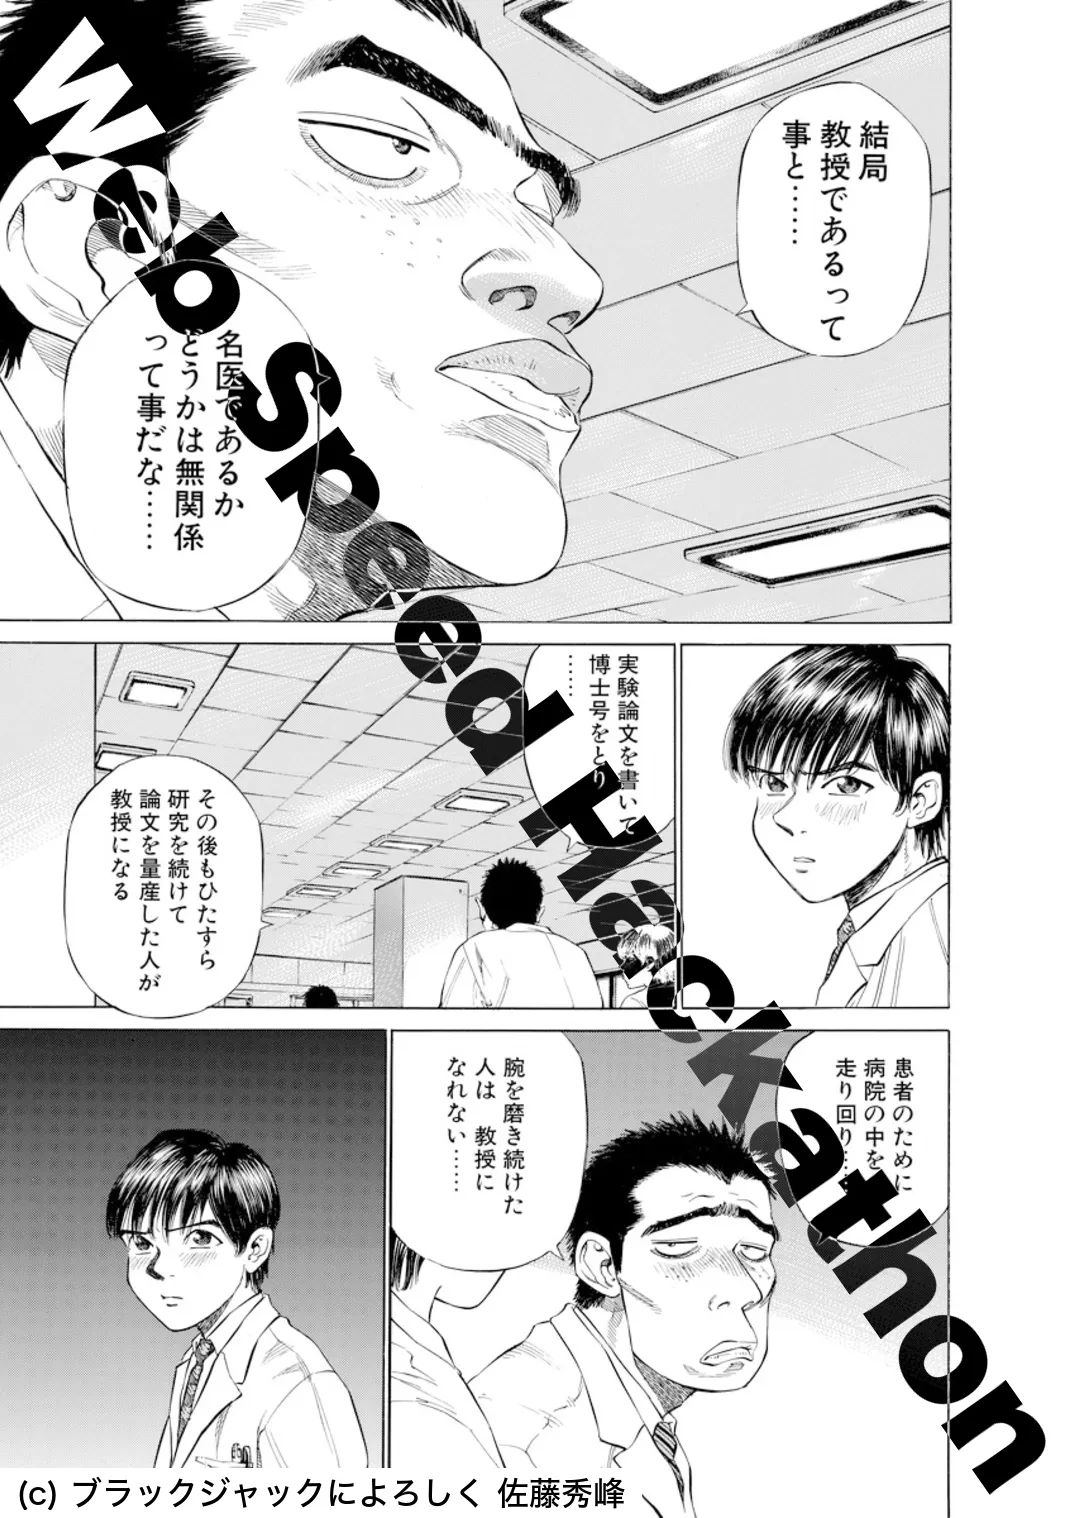 結局
教授であるって
事と……
名医であるか
どうかは無関係
って事だな……
実験論文を書いて
博士号をとり
……
その後もひたすら
研究を続けて
論文を量産した人が
教授になる
患者のために
病院の中を
走り回り……
腕を磨き続けた
人は 教授に
なれない……
Web Speed Hackathon
(c) ブラックジャックによろしく 佐藤秀峰